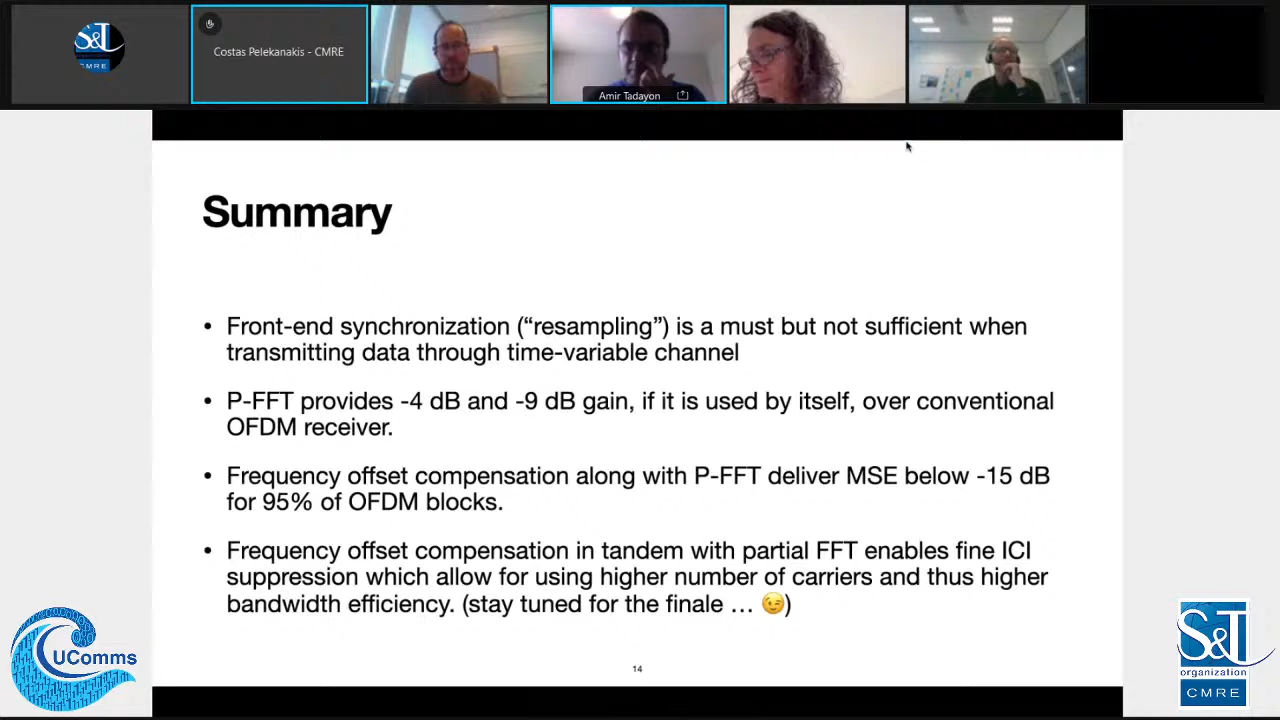 S&T
CMRE
Costas Pelekanakis - CMRE
Amir Tadayon
Summary
• Front-end synchronization (“resampling”) is a must but not sufficient when
transmitting data through time-variable channel
• P-FFT provides -4 dB and -9 dB gain, if it is used by itself, over conventional
OFDM receiver.
• Frequency offset compensation along with P-FFT deliver MSE below -15 dB
for 95% of OFDM blocks.
• Frequency offset compensation in tandem with partial FFT enables fine ICI
suppression which allow for using higher number of carriers and thus higher
bandwidth efficiency. (stay tuned for the finale … 😉)
14
UComms
S&T
organization
CMRE